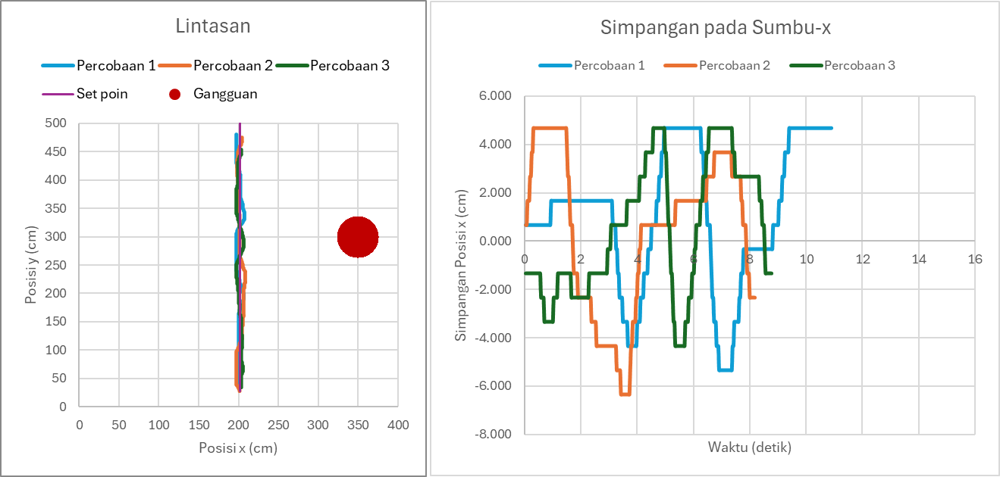 Lintasan
Percobaan 1 Percobaan 2 Percobaan 3
Set poin Gangguan
500
450
400
350
300
250
200
150
100
50
0
0 50 100 150 200 250 300 350 400
Posisi y (cm)
Posisi x (cm)
Simpangan pada Sumbu-x
Percobaan 1 Percobaan 2 Percobaan 3
6.000
4.000
2.000
0.000
-2.000
-4.000
-6.000
-8.000
0 2 4 6 8 10 12 14 16
Simpangan Posisi x (cm)
Waktu (detik)